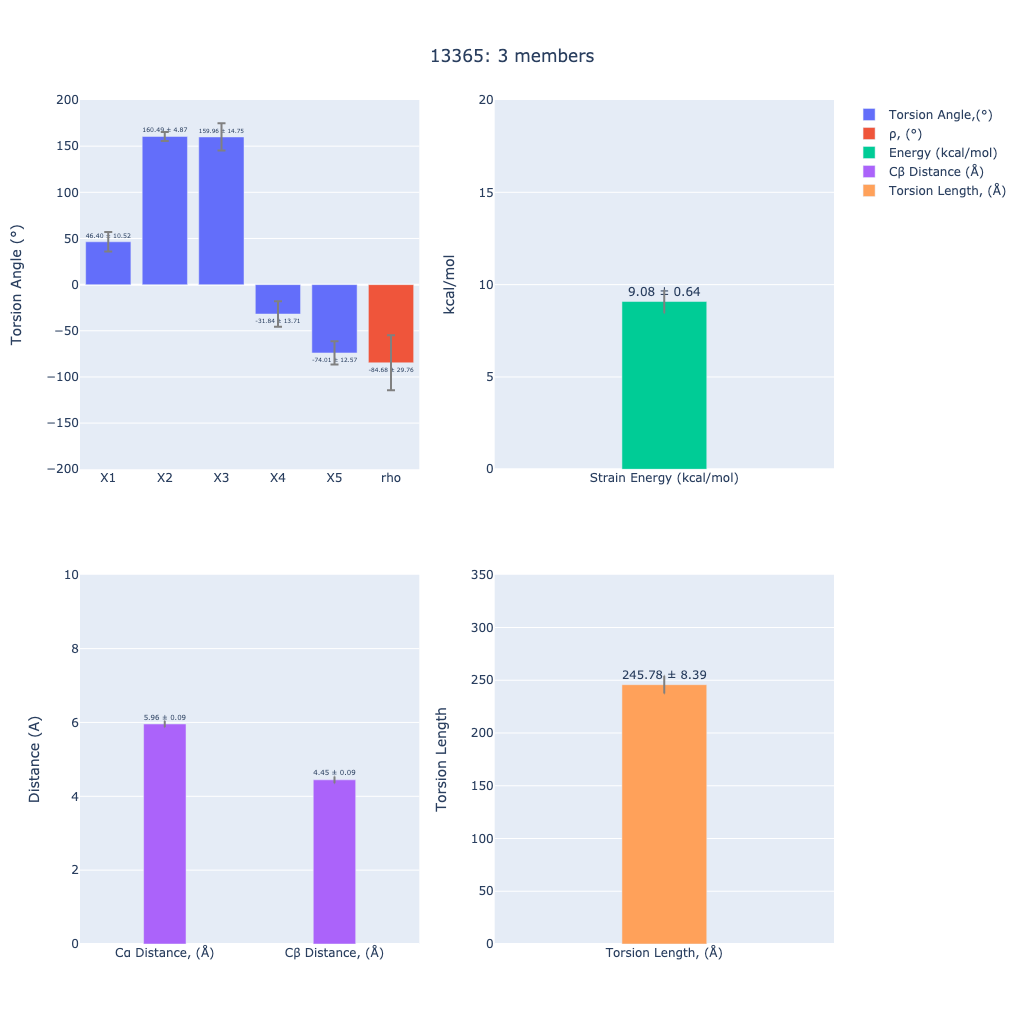 13365: 3 members
200
150
100
50
0
−50
−100
−150
−200
Torsion Angle (°)
46.40 ± 10.52
160.49 ± 4.87
159.96 ± 14.75
-31.84 ± 13.71
-74.01 ± 12.57
-84.68 ± 29.76
X1 X2 X3 X4 X5 rho
20
15
10
5
0
kcal/mol
9.08 ± 0.64
Strain Energy (kcal/mol)
Torsion Angle,(°)
ρ, (°)
Energy (kcal/mol)
Cβ Distance (Å)
Torsion Length, (Å)
10
8
6
4
2
0
Distance (A)
5.96 ± 0.09
4.45 ± 0.09
Cα Distance, (Å) Cβ Distance, (Å)
350
300
250
200
150
100
50
0
Torsion Length
245.78 ± 8.39
Torsion Length, (Å)